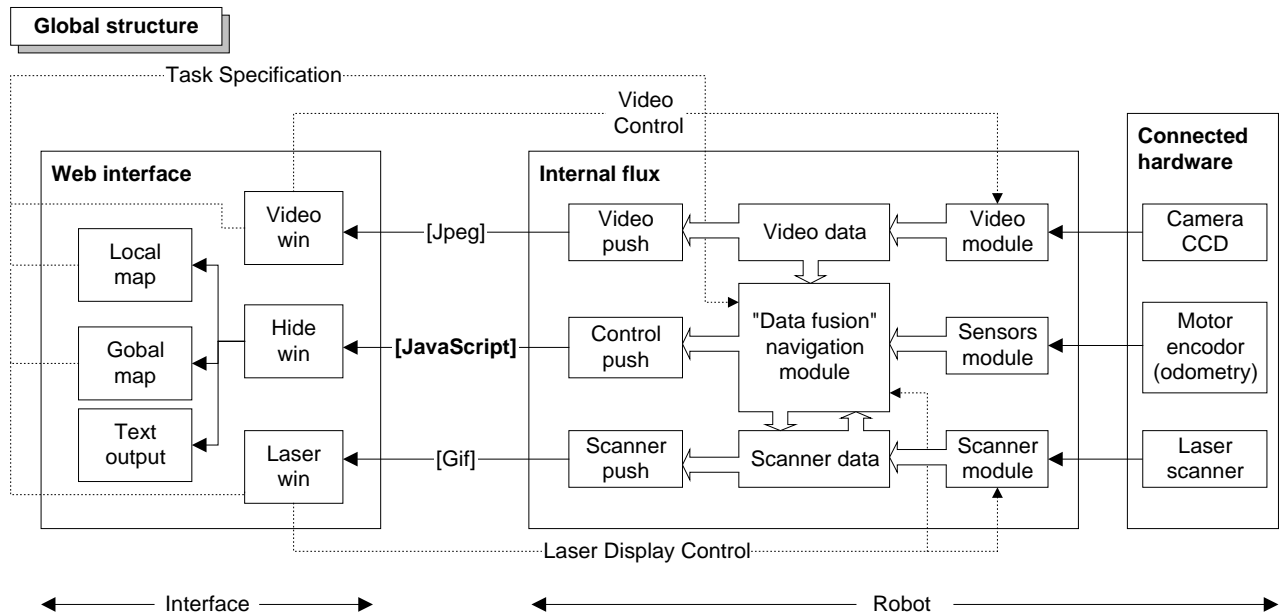 Global structure
Task Specification
Video
Control
Web interface
Internal flux
Connected
hardware
Video
win
[Jpeg]
Video
push
Video data
Video
module
Camera
CCD
Local
map
Hide
win
[JavaScript]
Control
push
"Data fusion"
navigation
module
Sensors
module
Motor
encodor
(odometry)
Gobal
map
Text
output
Laser
win
[Gif]
Scanner
push
Scanner data
Scanner
module
Laser
scanner
Laser Display Control
Interface
Robot